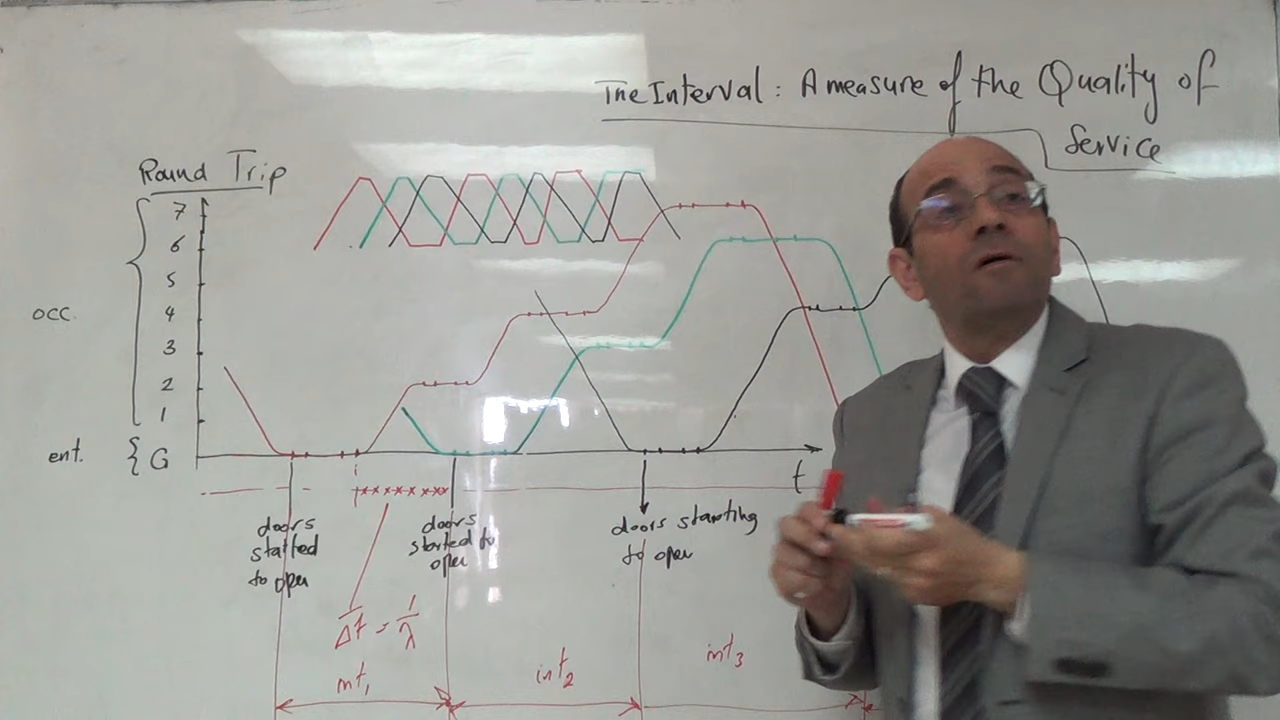 The Interval : A measure of the Quality of
Service
Round Trip
7
6
5
occ.
4
3
2
1
ent.
G
t
doors
started
to open
doors
started to
open
doors starting
to open
Δt = 1/λ
int1
int2
int3